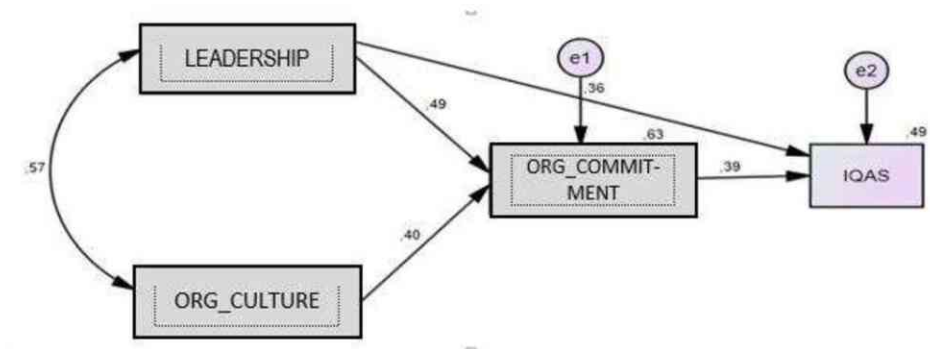 LEADERSHIP
e1
e2
.36
.49
.63
.49
ORG_COMMIT-
MENT
.39
IQAS
.57
.40
ORG_CULTURE